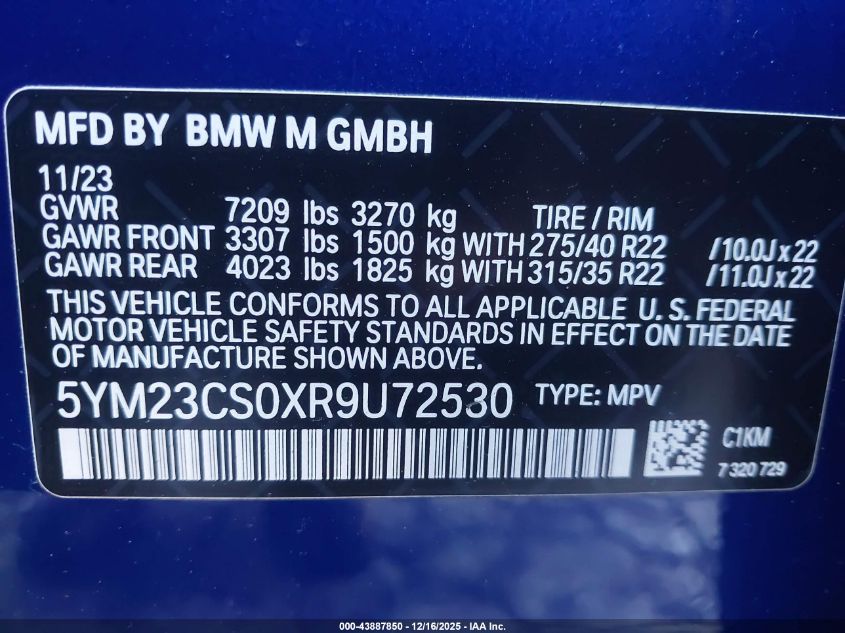 MFD BY BMW M GMBH
11/23
GVWR 7209 lbs 3270 kg TIRE / RIM
GAWR FRONT 3307 lbs 1500 kg WITH 275/40 R22 /10.0J x 22
GAWR REAR 4023 lbs 1825 kg WITH 315/35 R22 /11.0J x 22
THIS VEHICLE CONFORMS TO ALL APPLICABLE U. S. FEDERAL
MOTOR VEHICLE SAFETY STANDARDS IN EFFECT ON THE DATE
OF MANUFACTURE SHOWN ABOVE.
5YM23CS0XR9U72530 TYPE: MPV
C1KM
7 320 729
000-43887850 - 12/16/2025 - IAA Inc.